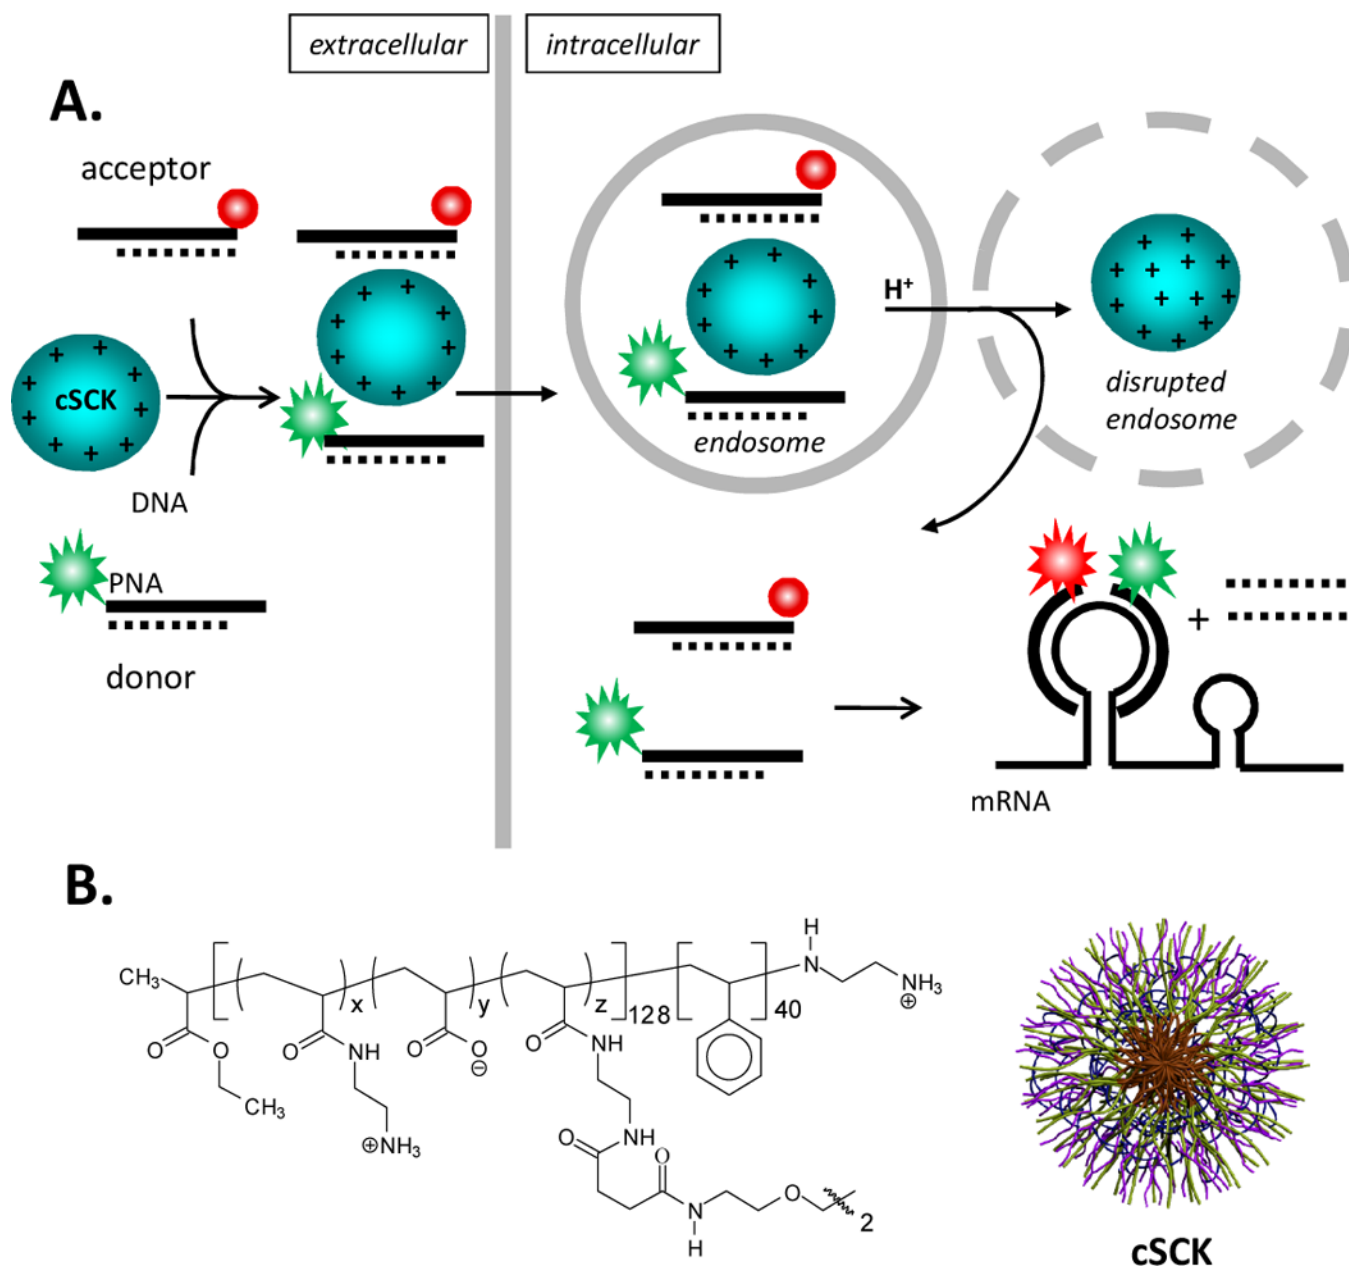 extracellular
intracellular
A.
acceptor
cSCK
DNA
PNA
donor
endosome
H+
disrupted
endosome
+
mRNA
B.
CH3
O
O
CH3
x
O
NH
⊕NH3
y
O
O
⊖
z
128
O
NH
O
NH
O
N
H
O
2
40
H
N
NH3
⊕
cSCK